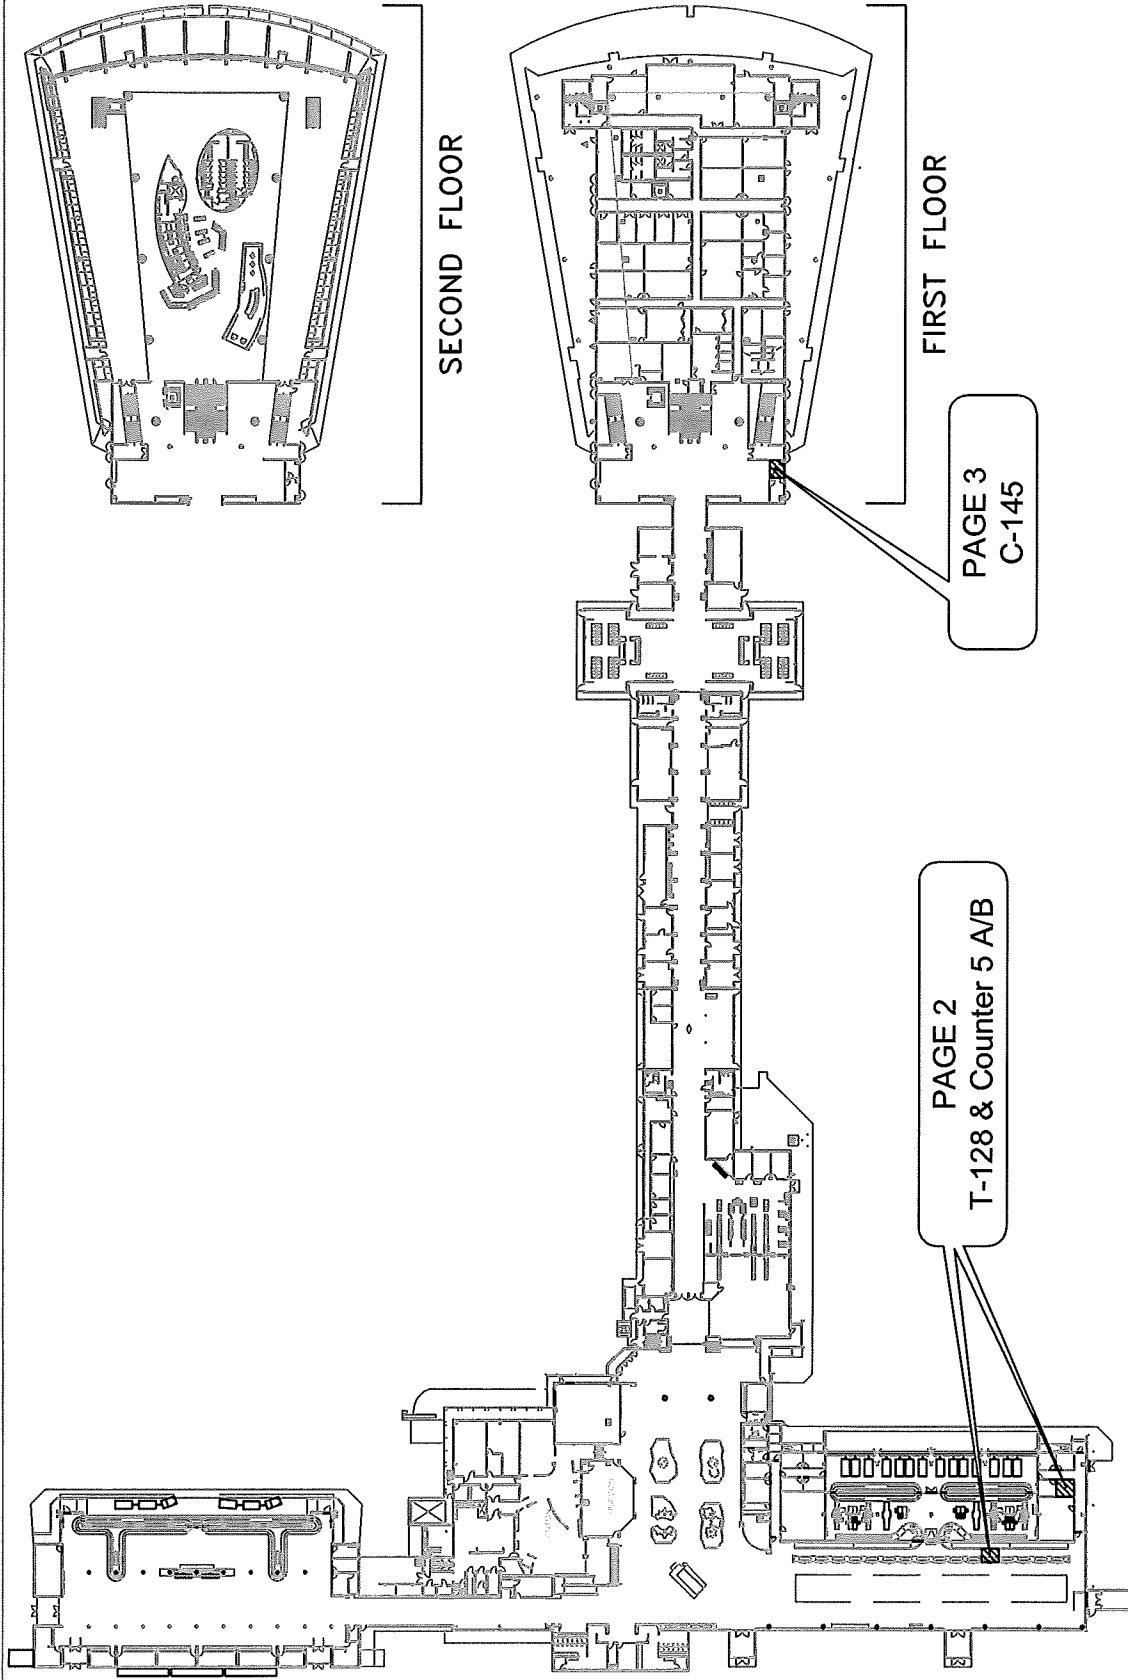 SECOND FLOOR
FIRST FLOOR
PAGE 3
C-145
PAGE 2
T-128 & Counter 5 A/B